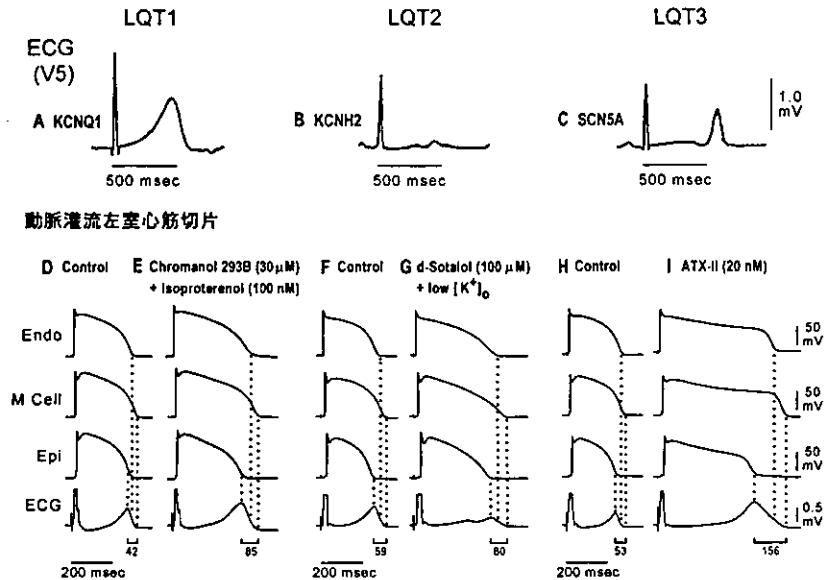 LQT1 LQT2 LQT3
ECG
(V5)
A KCNQ1 B KCNH2 C SCN5A
1.0
mV
500 msec 500 msec 500 msec
動脈灌流左室心筋切片
D Control E Chromanol 293B (30μM) F Control G d-Sotalol (100 μM) H Control I ATX-II (20 nM)
+ Isoproterenol (100 nM) + low [K+]o
Endo 50
mV
M Cell 50
mV
Epi 50
mV
ECG 0.5
mV
42 85 59 80 53 156
200 msec 200 msec 200 msec